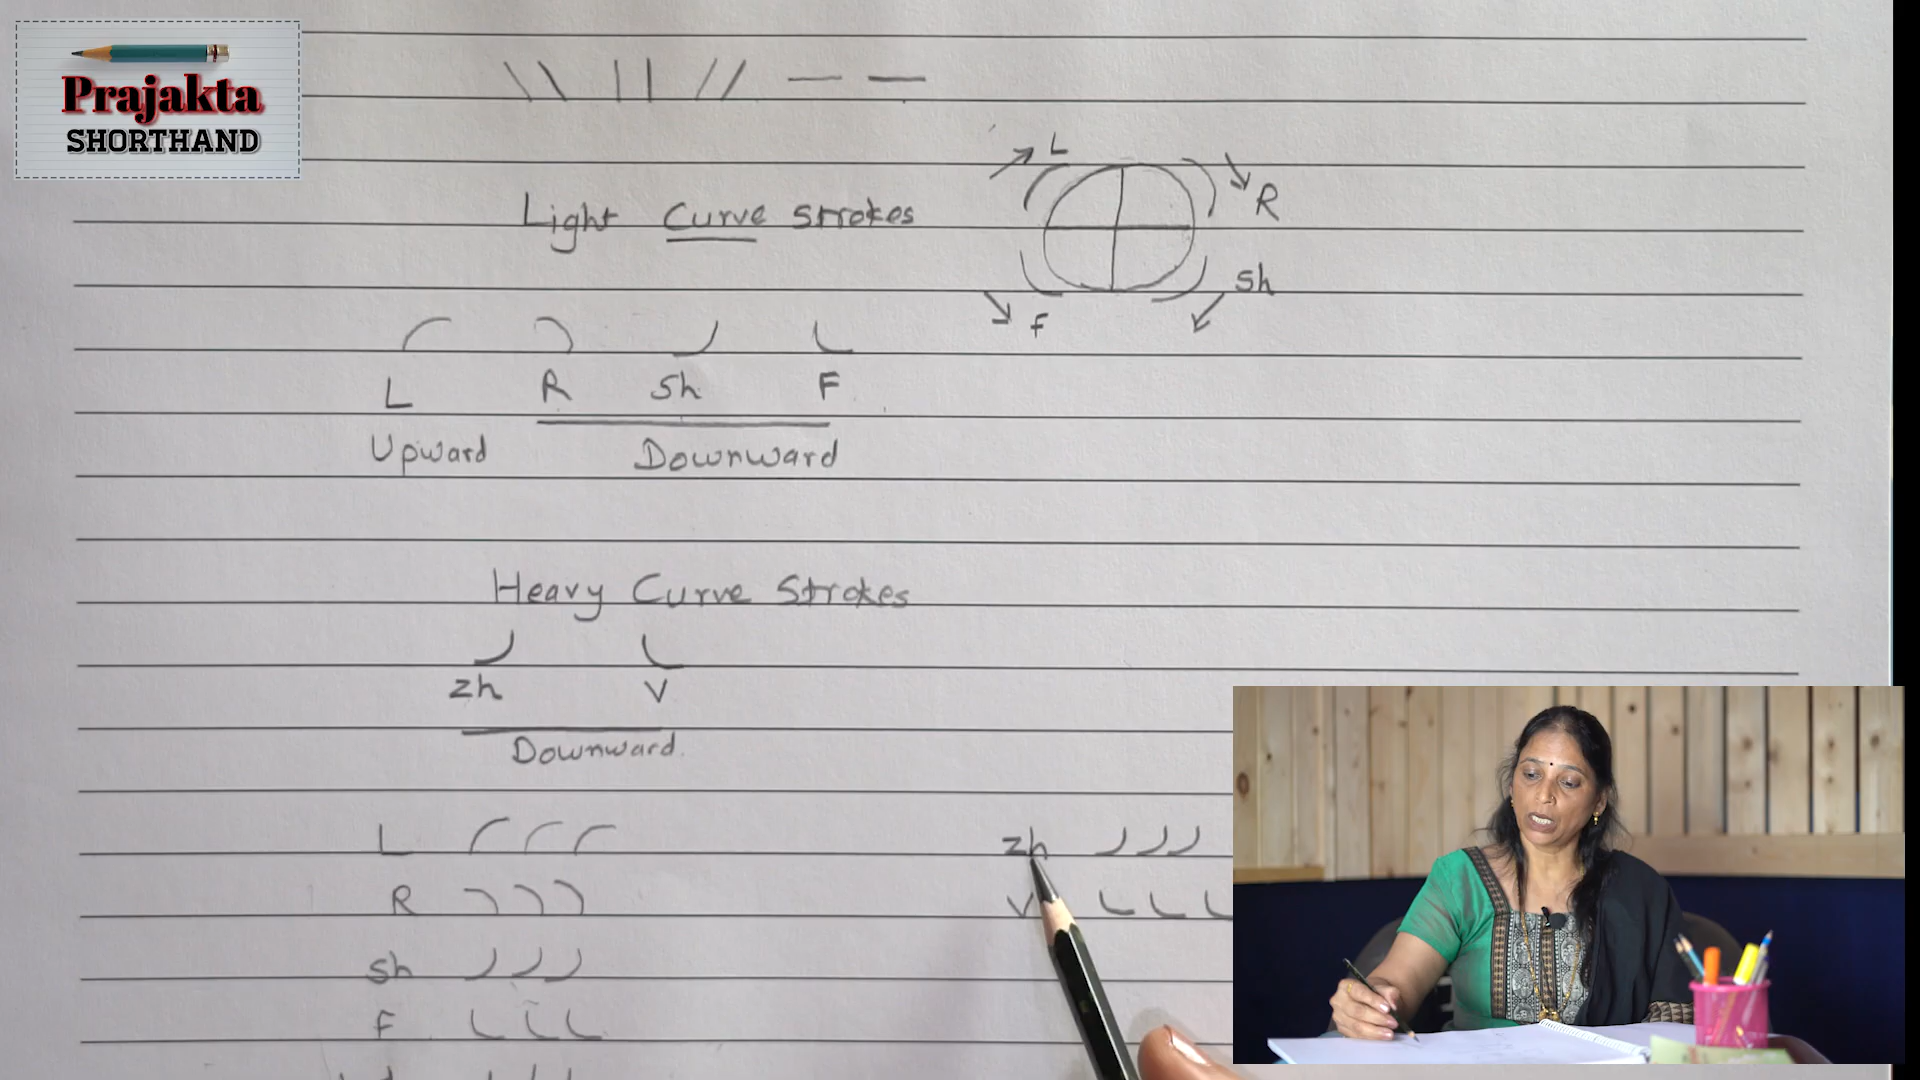 Prajakta
SHORTHAND
L
R
Light Curve Strokes
Sh
F
L R Sh F
Upward Downward
Heavy Curve Strokes
Zh V
Downward.
L
Zh
R
V
Sh
F